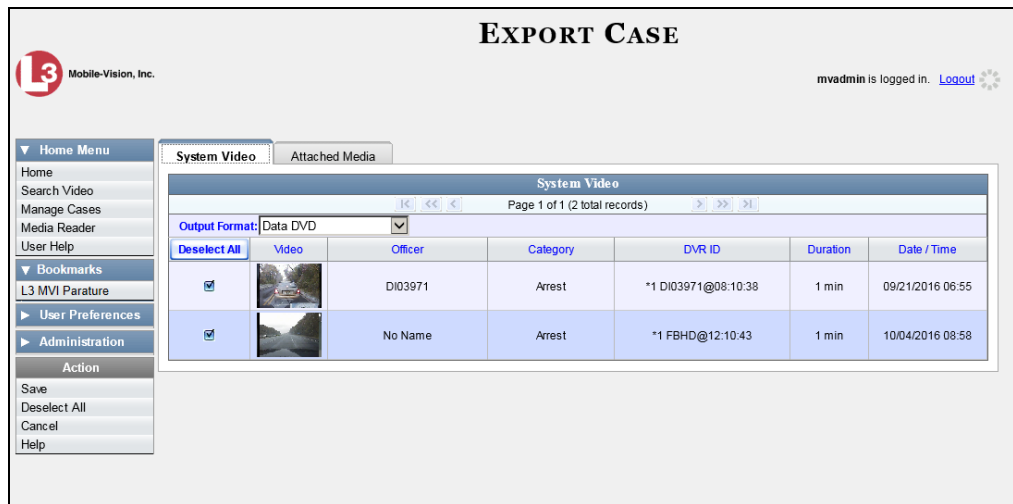 EXPORT CASE
L3 Mobile-Vision, Inc.
mvadmin is logged in. Logout
▼ Home Menu
Home
Search Video
Manage Cases
Media Reader
User Help
▼ Bookmarks
L3 MVI Parature
▶ User Preferences
▶ Administration
Action
Save
Deselect All
Cancel
Help
System Video Attached Media
System Video
|< << < Page 1 of 1 (2 total records) > >> >|
Output Format: Data DVD
Deselect All Video Officer Category DVR ID Duration Date / Time
DI03971 Arrest *1 DI03971@08:10:38 1 min 09/21/2016 06:55
No Name Arrest *1 FBHD@12:10:43 1 min 10/04/2016 08:58